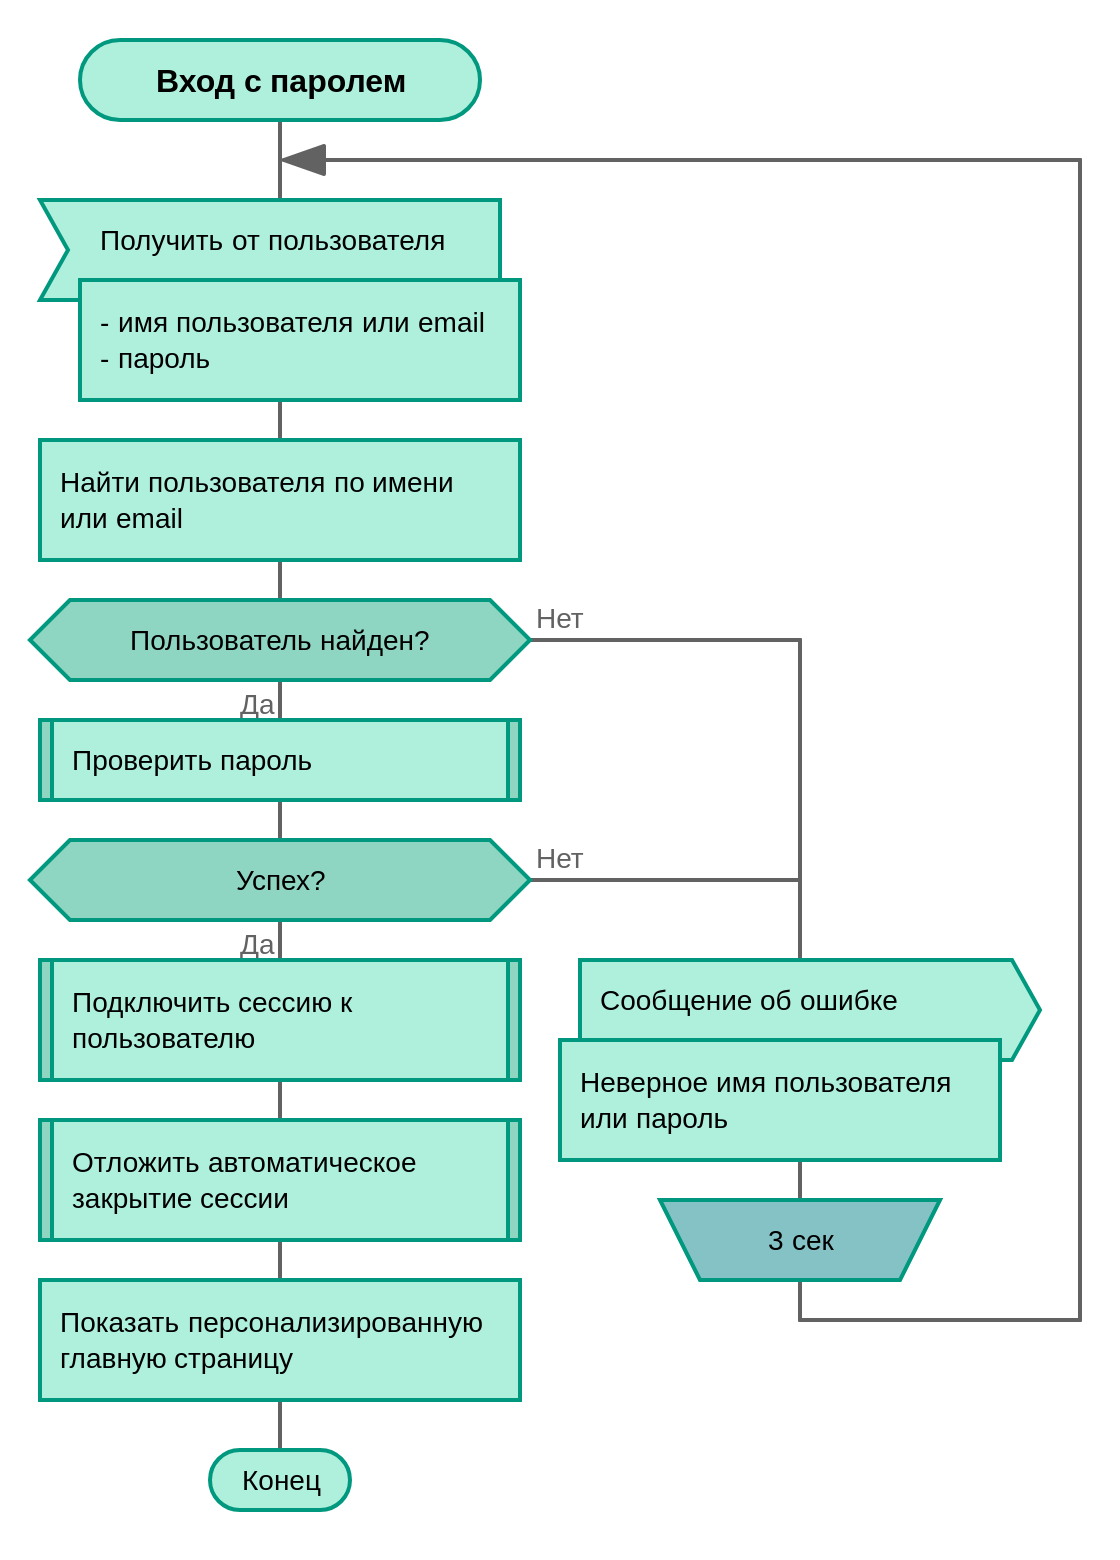 Вход с паролем
Получить от пользователя
- имя пользователя или email
- пароль
Найти пользователя по имени
или email
Пользователь найден?
Нет
Да
Проверить пароль
Успех?
Нет
Да
Подключить сессию к
пользователю
Отложить автоматическое
закрытие сессии
Показать персонализированную
главную страницу
Конец
Сообщение об ошибке
Неверное имя пользователя
или пароль
3 сек